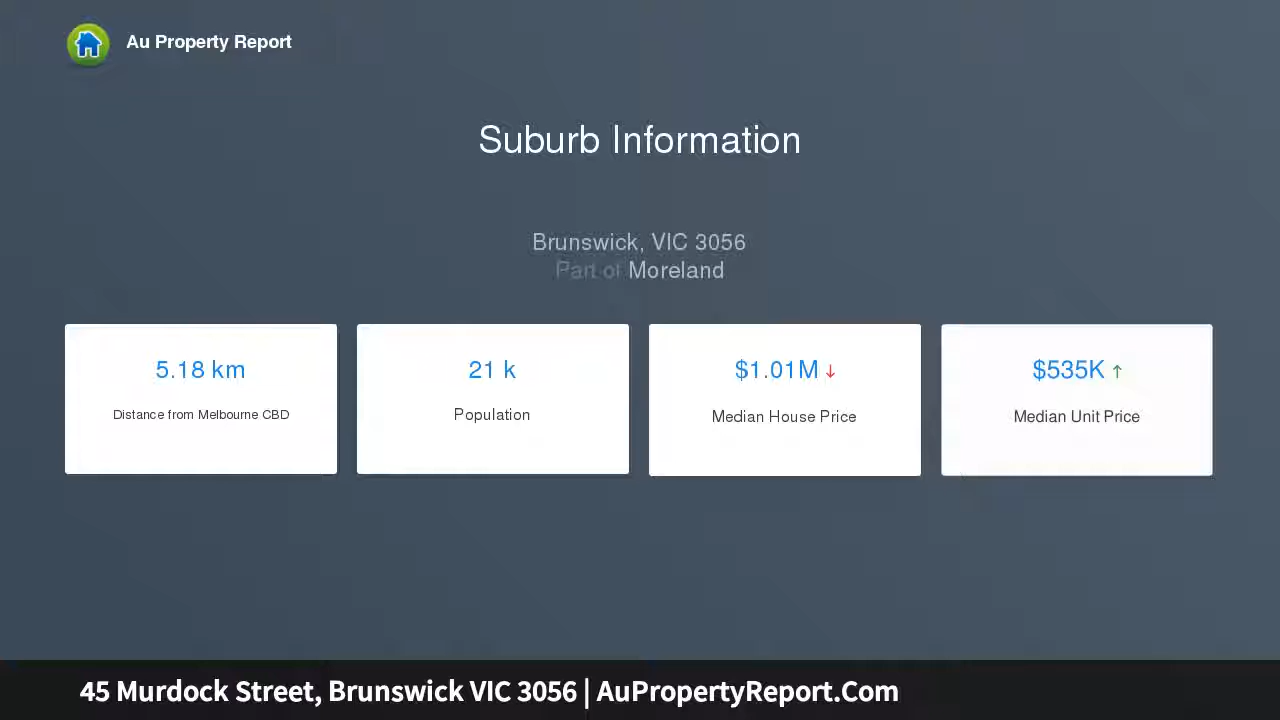 Au Property Report
Suburb Information
Brunswick, VIC 3056
Part of Moreland
5.18 km
Distance from Melbourne CBD
21 k
Population
$1.01M ↓
Median House Price
$535K ↑
Median Unit Price
45 Murdock Street, Brunswick VIC 3056 | AuPropertyReport.Com